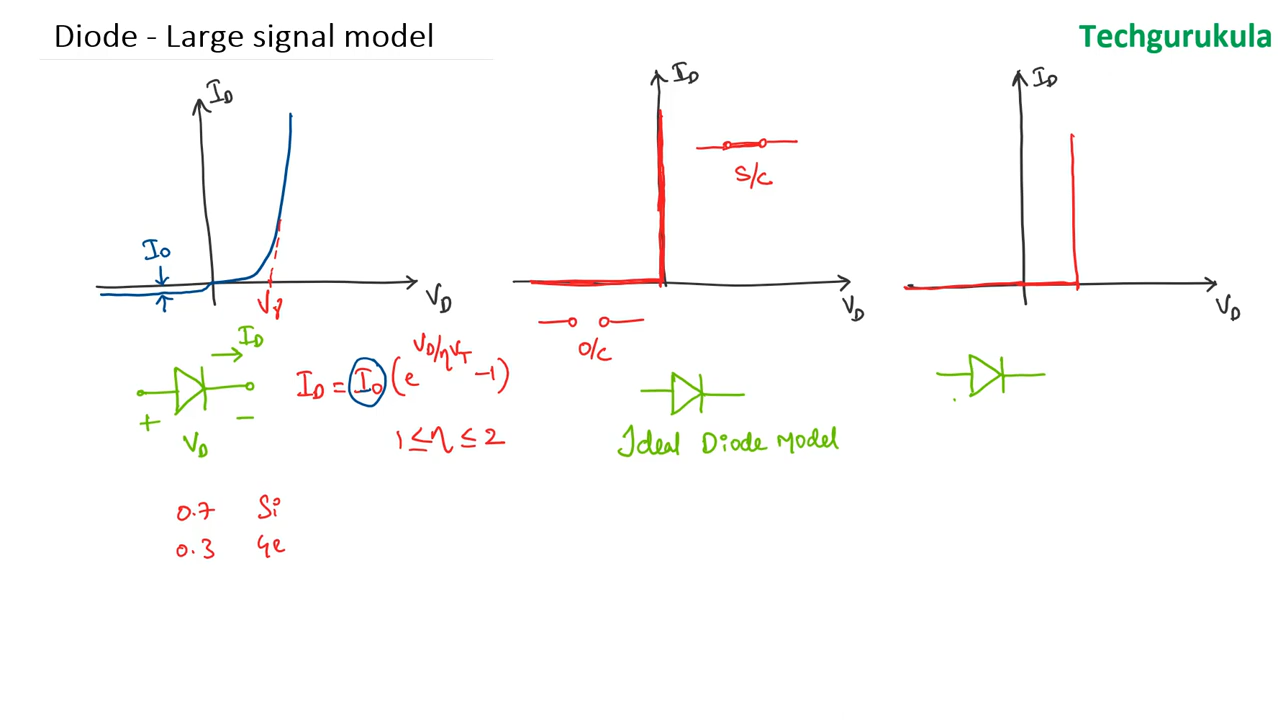 Diode - Large signal model
Techgurukula
I_D
I_D
I_D
S/C
I_0
V_D
V_γ
V_D
V_D
O/C
I_D
I_D = I_0 (e^{V_D/ηV_T} -1)
+ V_D -
1 ≤ η ≤ 2
Ideal Diode Model
0.7 Si
0.3 Ge